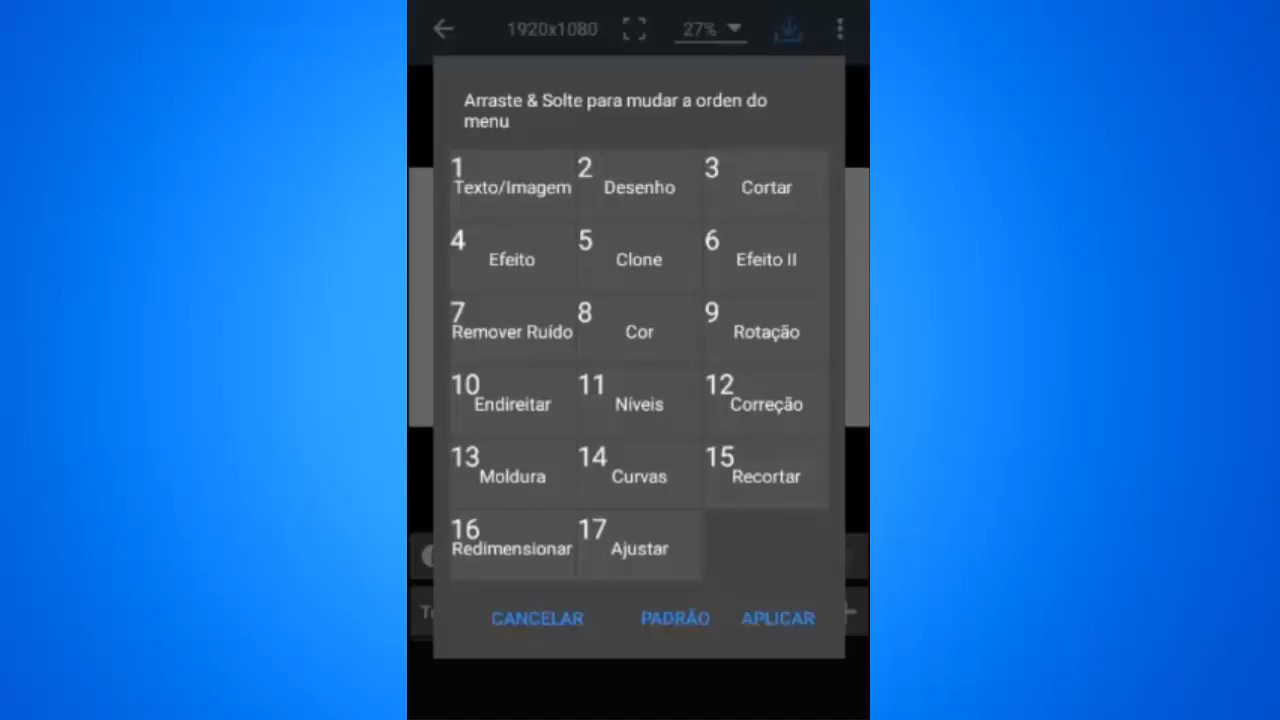 1920x1080 27%
Arraste & Solte para mudar a orden do
menu
1 2 3
Texto/Imagem Desenho Cortar
4 5 6
Efeito Clone Efeito II
7 8 9
Remover Ruído Cor Rotação
10 11 12
Endireitar Níveis Correção
13 14 15
Moldura Curvas Recortar
16 17
Redimensionar Ajustar
CANCELAR PADRÃO APLICAR